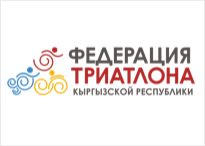 ФЕДЕРАЦИЯ
ТРИАТЛОНА
КЫРГЫЗСКОЙ РЕСПУБЛИКИ